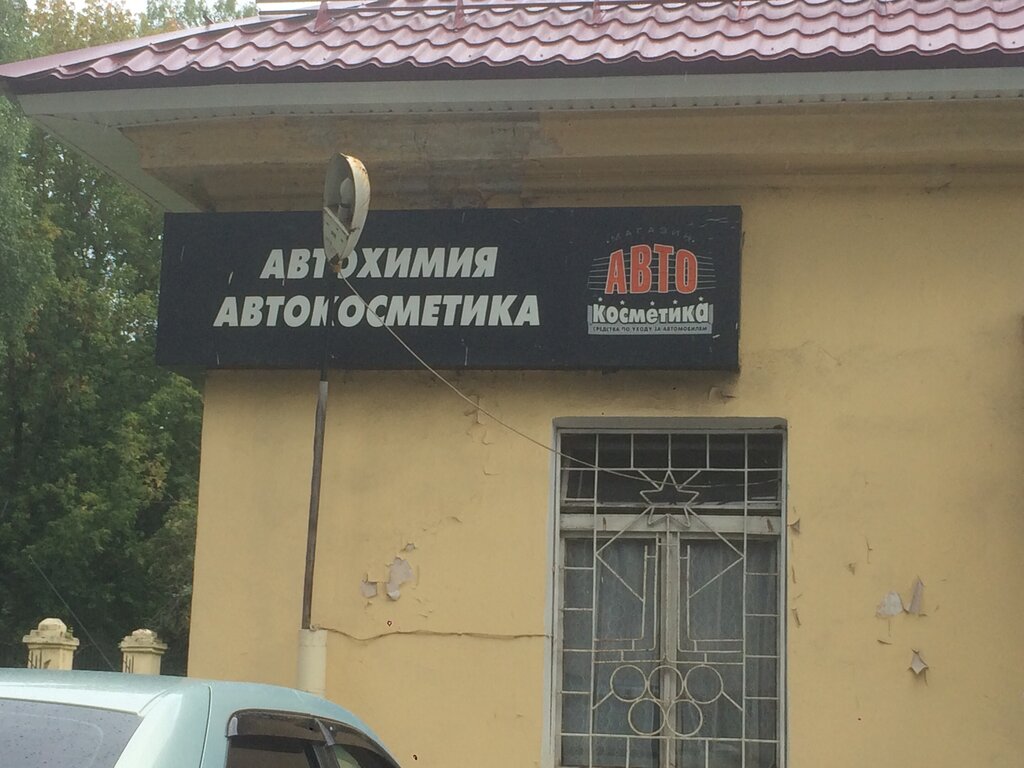 АВТОХИМИЯ
АВТОКОСМЕТИКА
МАГАЗИН
АВТО
косметика
СРЕДСТВА ПО УХОДУ ЗА АВТОМОБИЛЕМ